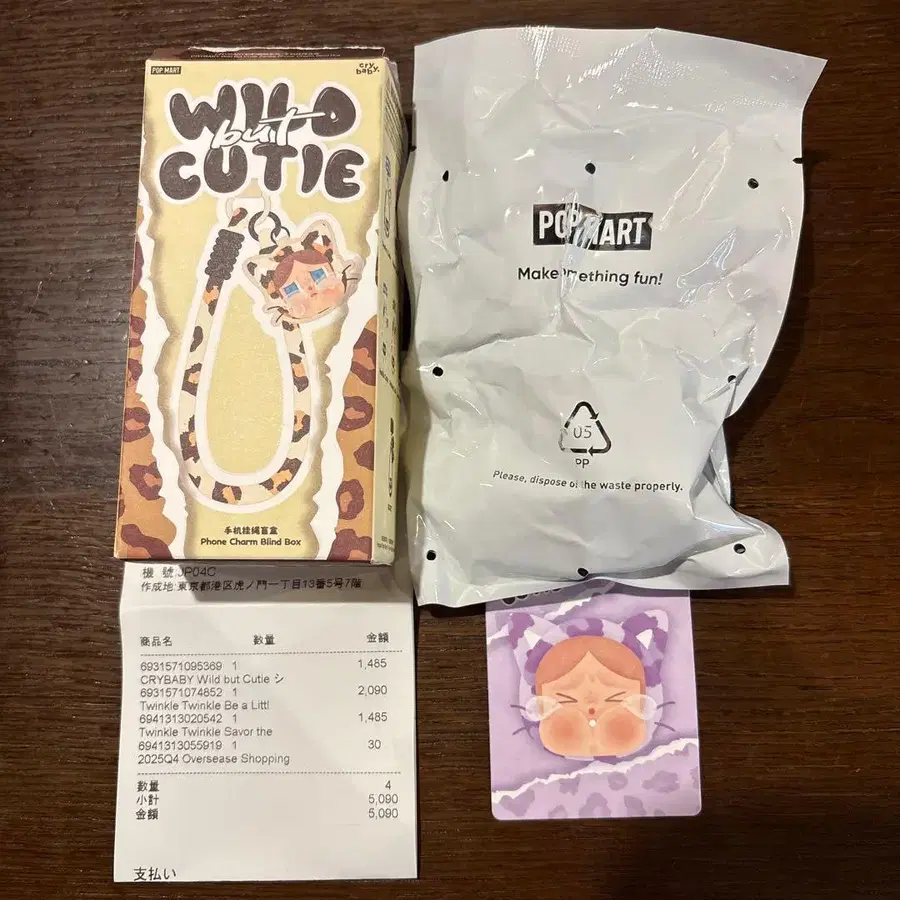 POP MART
cry baby.
WILD
but
CUTIE
手机挂绳盲盒
Phone Charm Blind Box
POP MART
Make thing fun!
05
PP
Please, dispose of the waste properly.
機 號:JP04C
作成地:東京都港区虎ノ門一丁目13番5号7階
商品名 数量 金額
6931571095369 1 1,485
CRYBABY Wild but Cutie シ
6931571074852 1 2,090
Twinkle Twinkle Be a Littl
6941313020542 1 1,485
Twinkle Twinkle Savor the
6941313055919 1 30
2025Q4 Oversease Shopping
数量 4
小計 5,090
金額 5,090
支払い